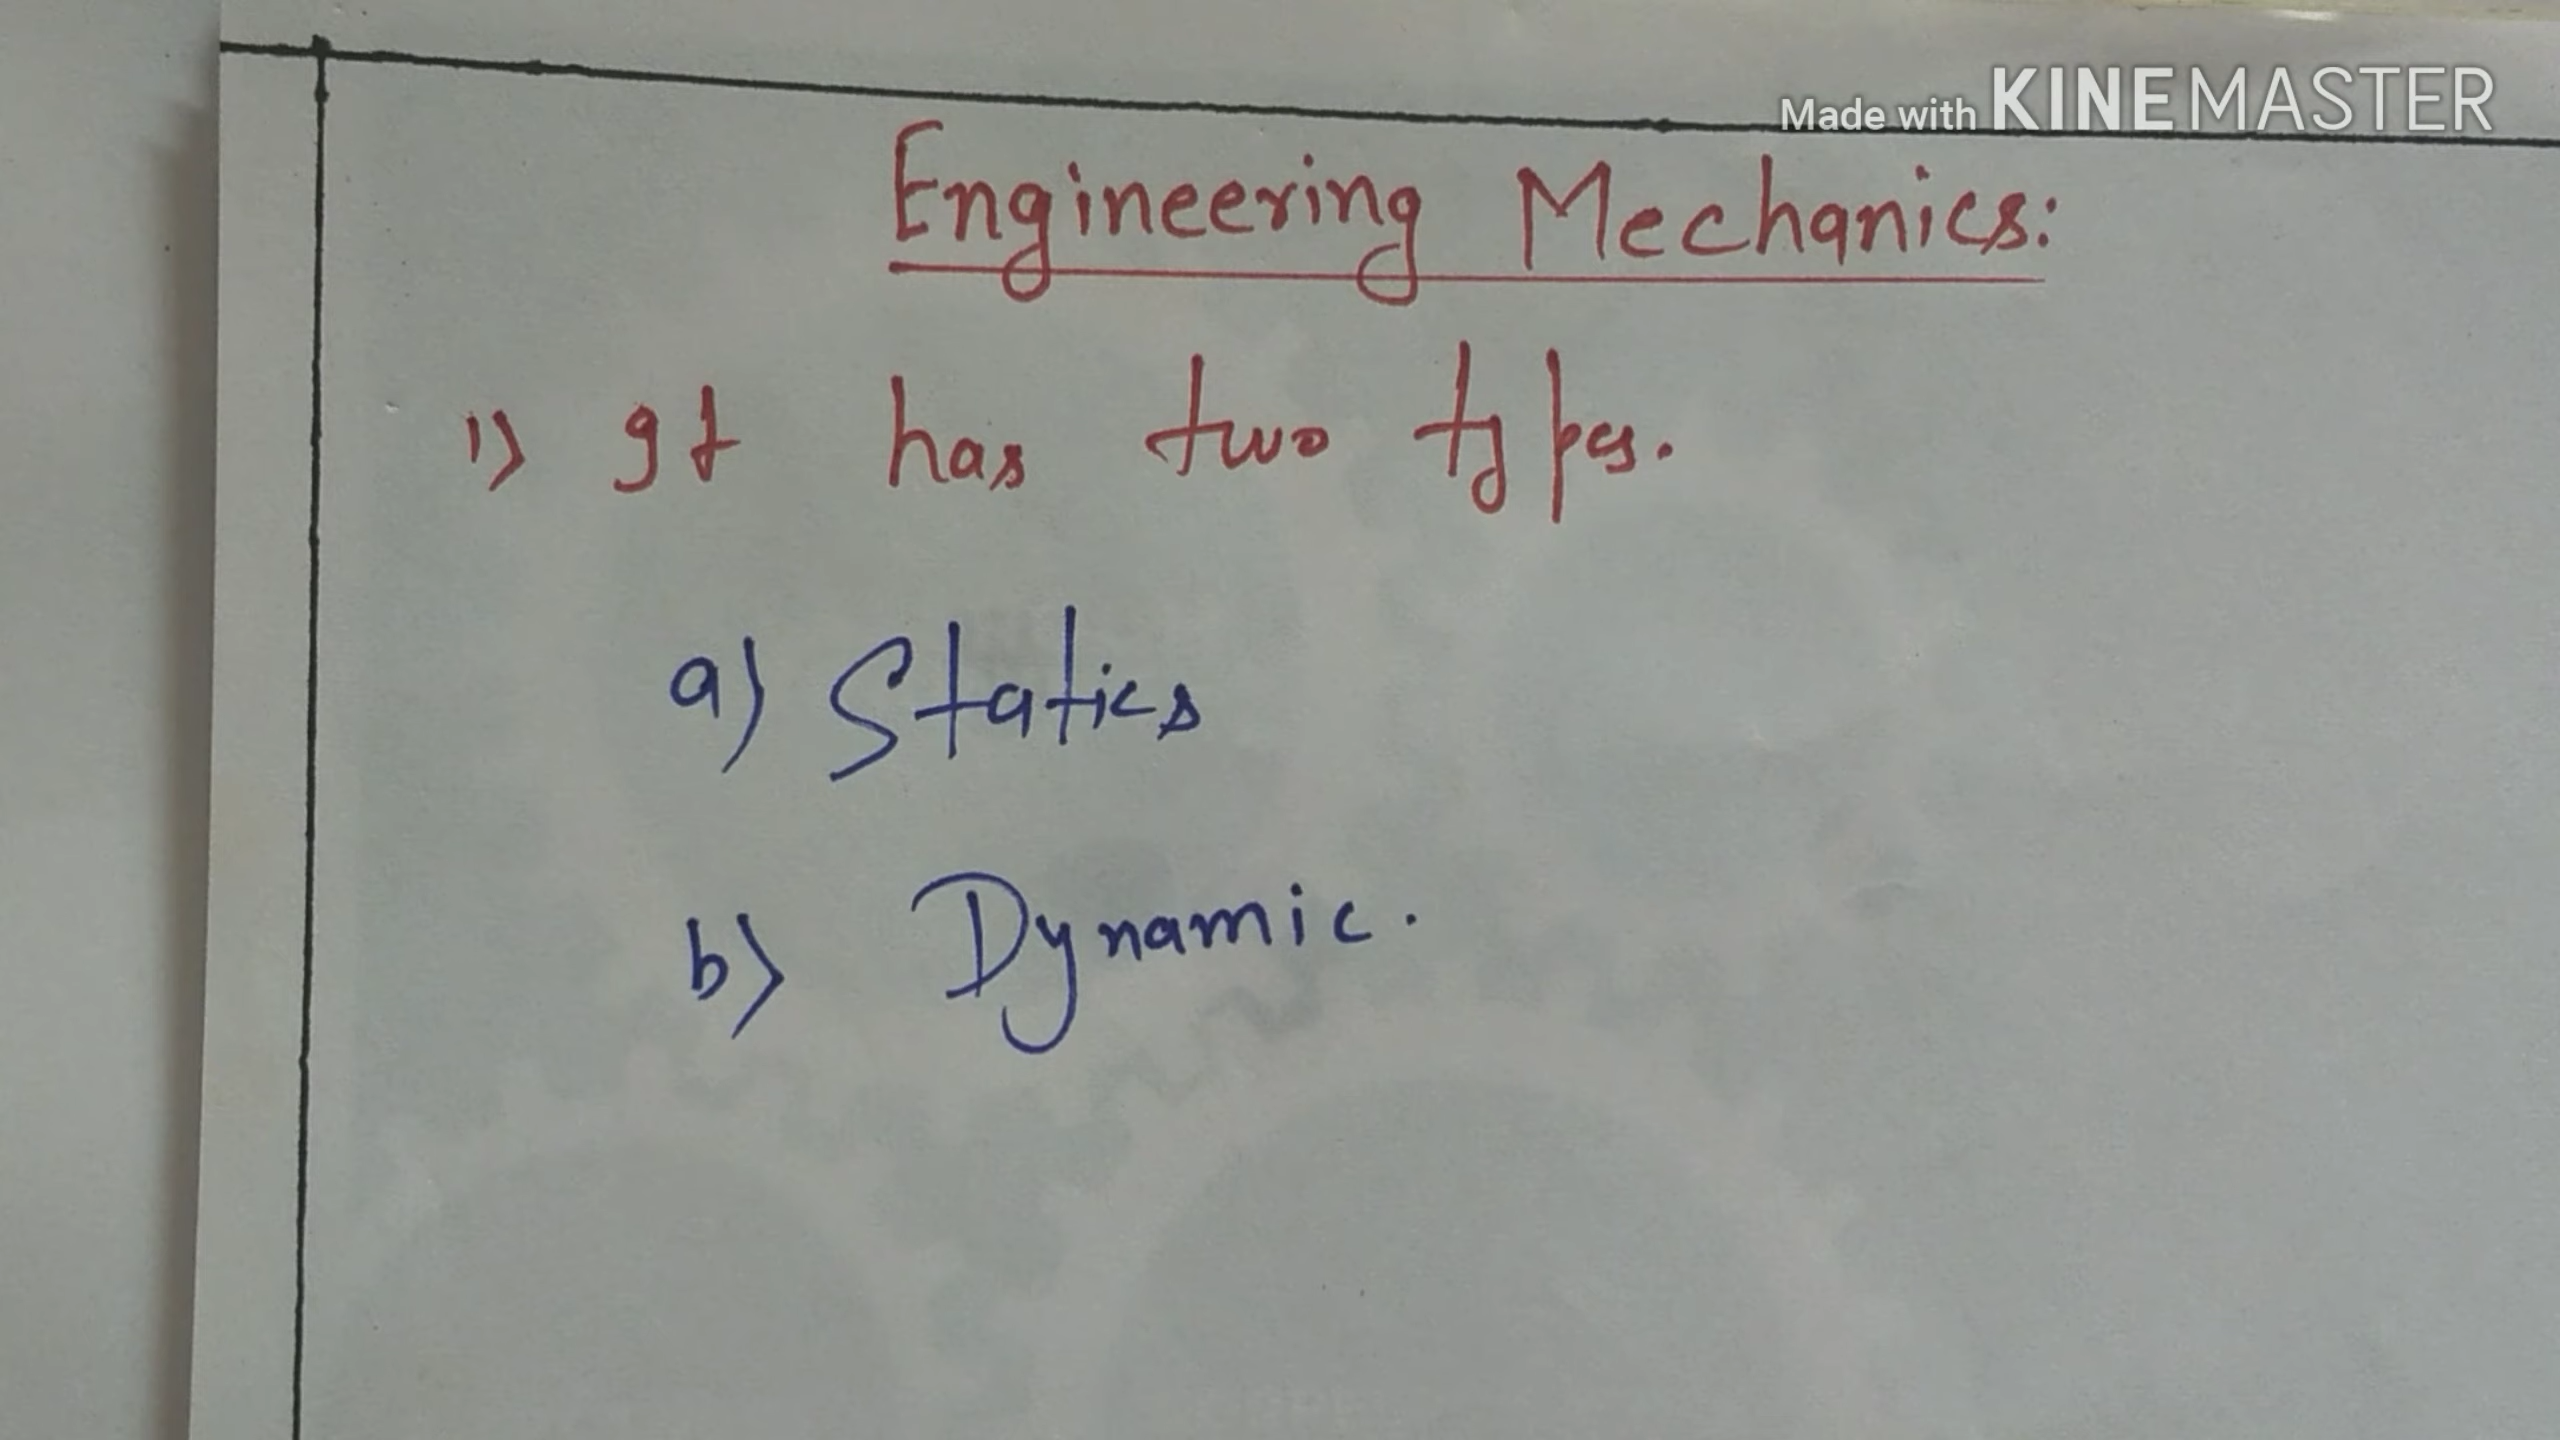 Made with KINEMASTER
Engineering Mechanics:
1) It has two types.
a) Statics
b) Dynamic.